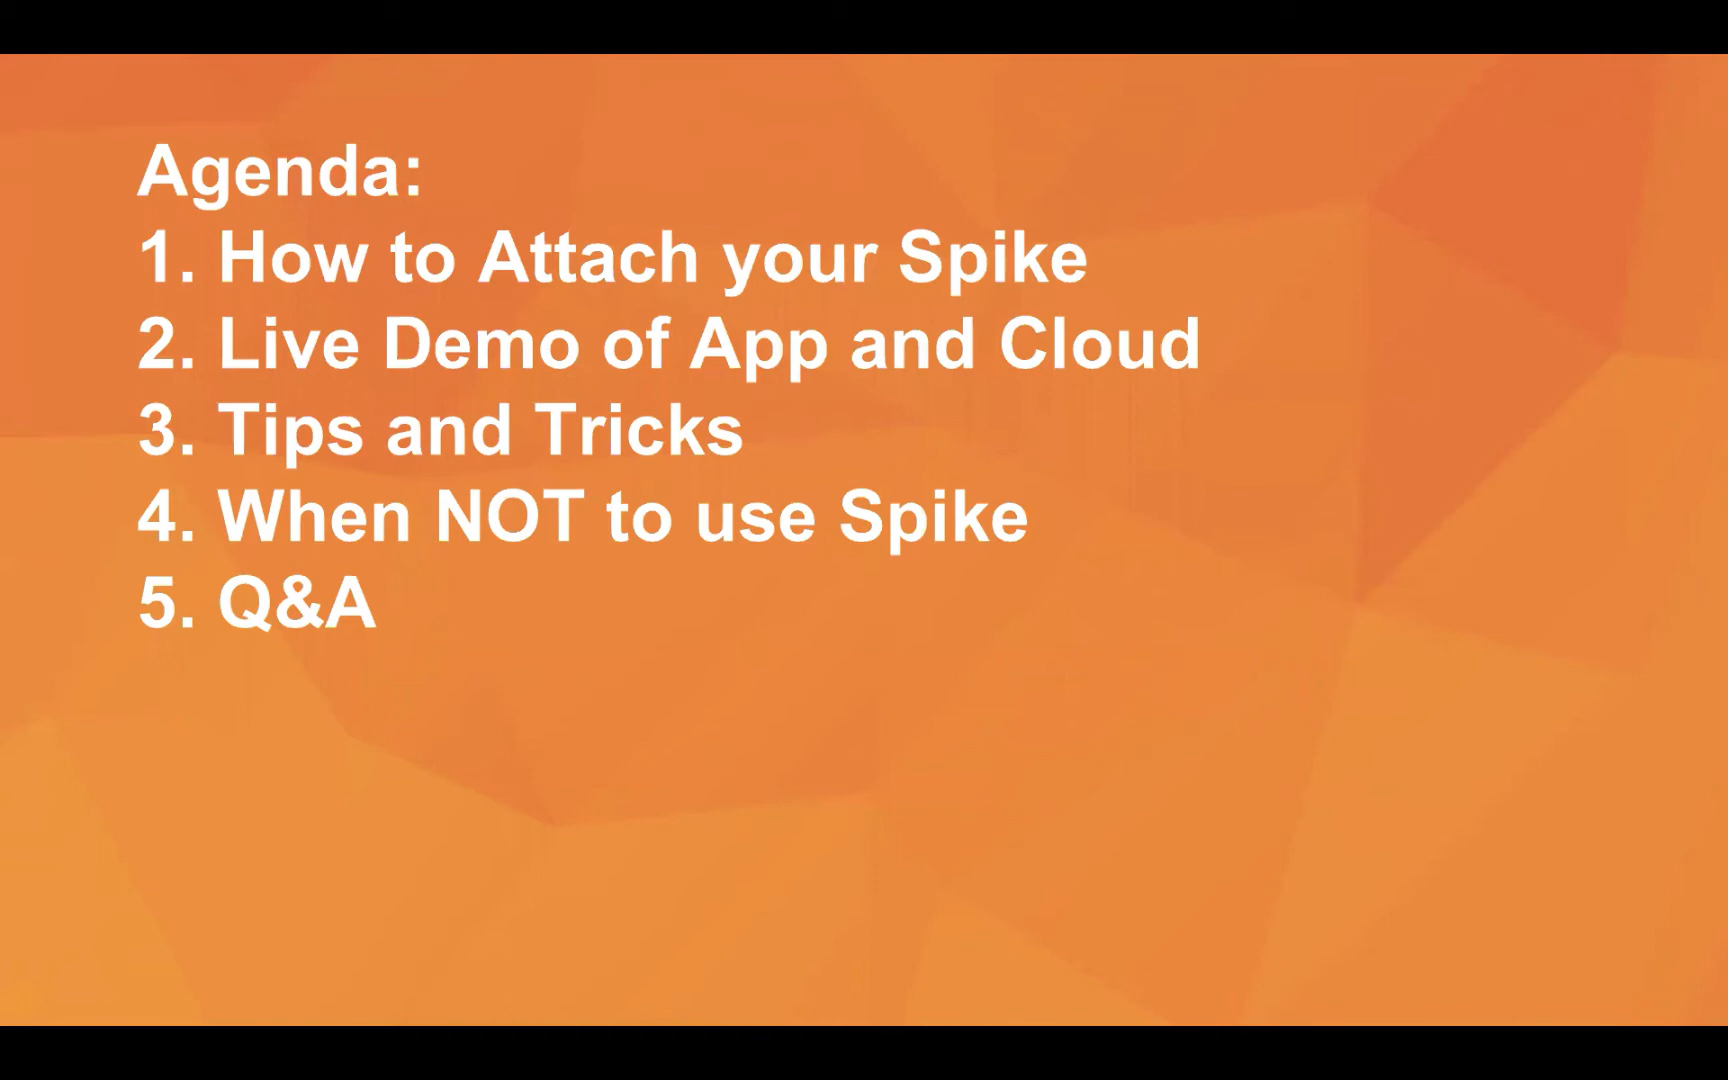 Agenda:
1. How to Attach your Spike
2. Live Demo of App and Cloud
3. Tips and Tricks
4. When NOT to use Spike
5. Q&A